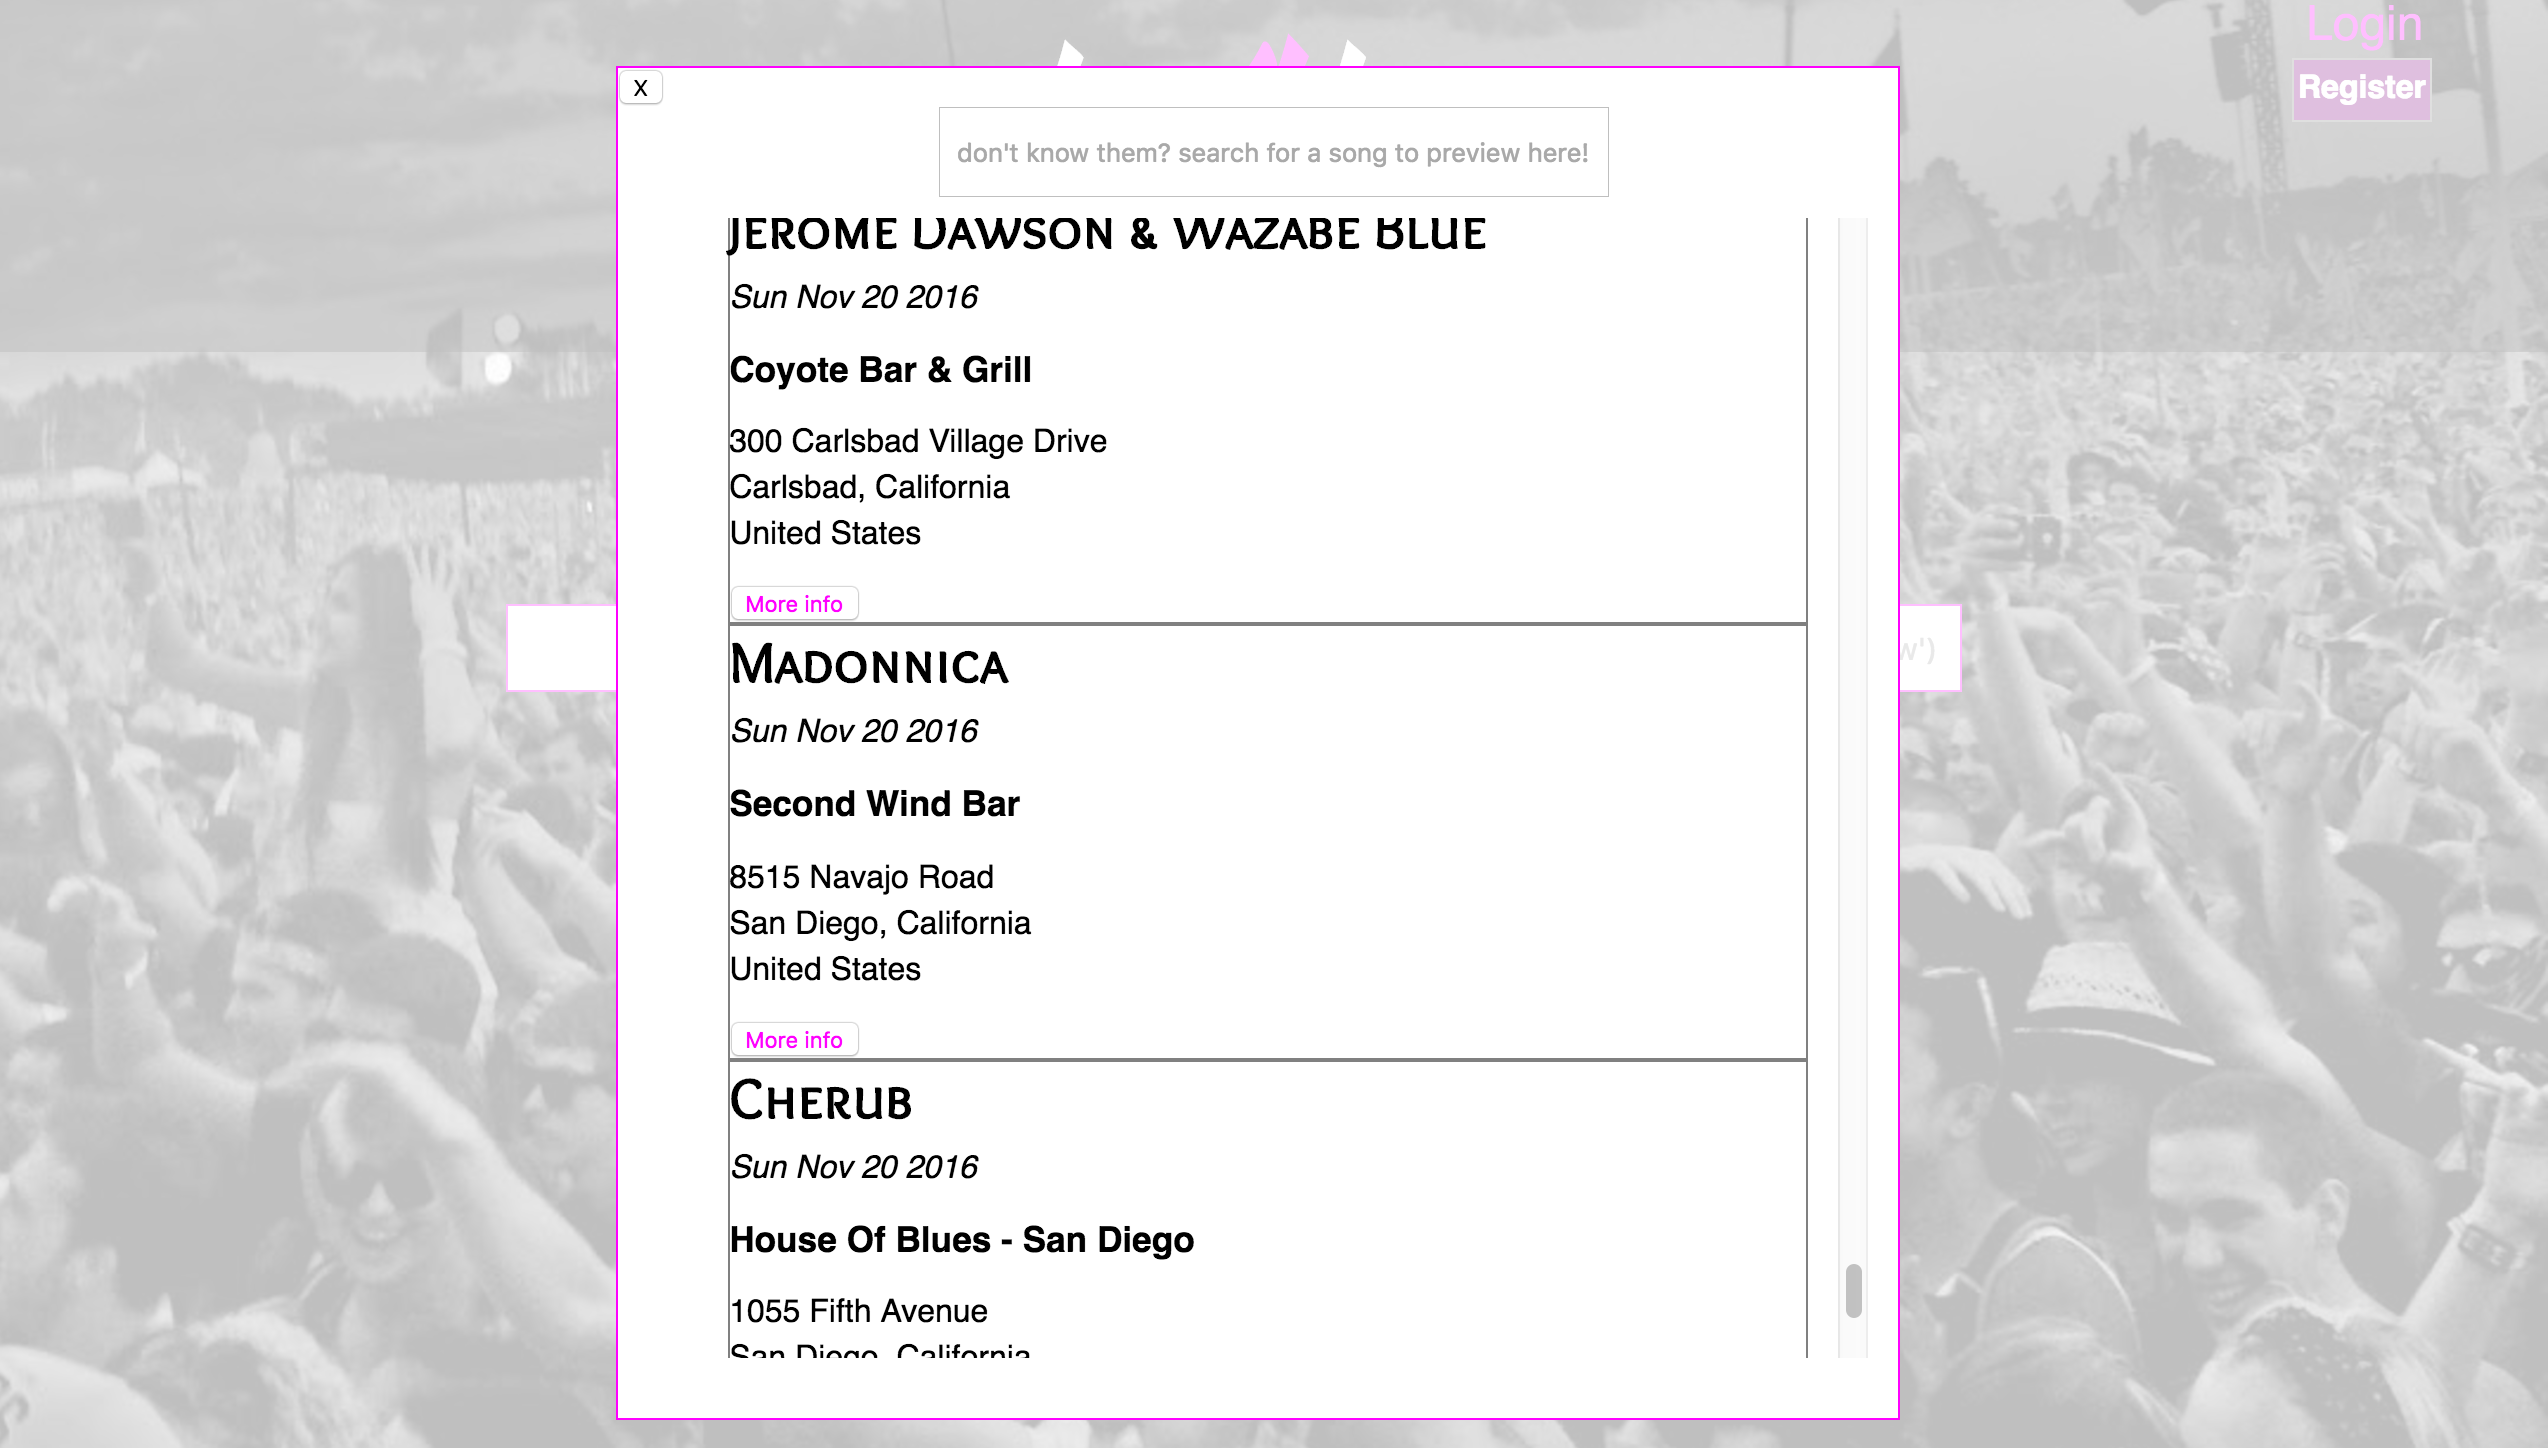 Login
Register
X
don't know them? search for a song to preview here!
Jerome Dawson & Wazabe Blue
Sun Nov 20 2016
Coyote Bar & Grill
300 Carlsbad Village Drive
Carlsbad, California
United States
More info
w')
Madonnica
Sun Nov 20 2016
Second Wind Bar
8515 Navajo Road
San Diego, California
United States
More info
Cherub
Sun Nov 20 2016
House Of Blues - San Diego
1055 Fifth Avenue
San Diego, California